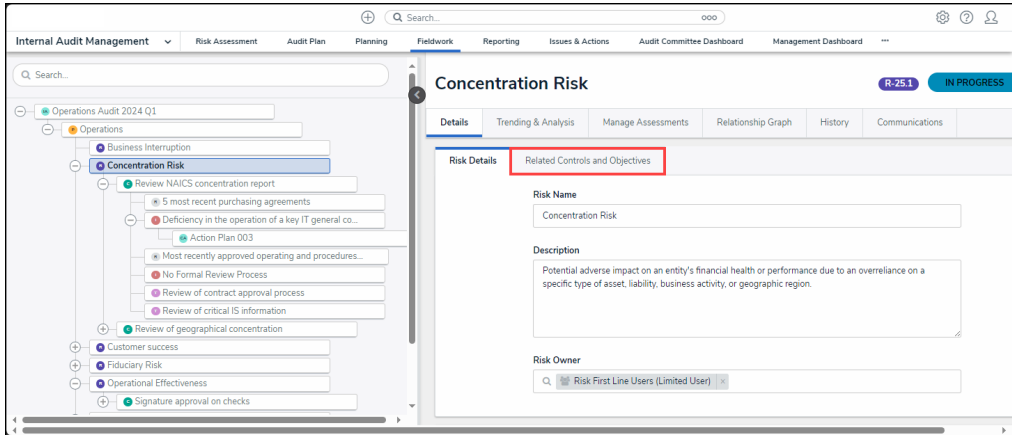 Search...
ooo
Internal Audit Management
Risk Assessment
Audit Plan
Planning
Fieldwork
Reporting
Issues & Actions
Audit Committee Dashboard
Management Dashboard
Search...
Operations Audit 2024 Q1
Operations
Business Interruption
Concentration Risk
Review NAICS concentration report
5 most recent purchasing agreements
Deficiency in the operation of a key IT general co...
Action Plan 003
Most recently approved operating and procedures...
No Formal Review Process
Review of contract approval process
Review of critical IS information
Review of geographical concentration
Customer success
Fiduciary Risk
Operational Effectiveness
Signature approval on checks
Concentration Risk
R-25.1
IN PROGRESS
Details
Trending & Analysis
Manage Assessments
Relationship Graph
History
Communications
Risk Details
Related Controls and Objectives
Risk Name
Concentration Risk
Description
Potential adverse impact on an entity's financial health or performance due to an overreliance on a
specific type of asset, liability, business activity, or geographic region.
Risk Owner
Risk First Line Users (Limited User)